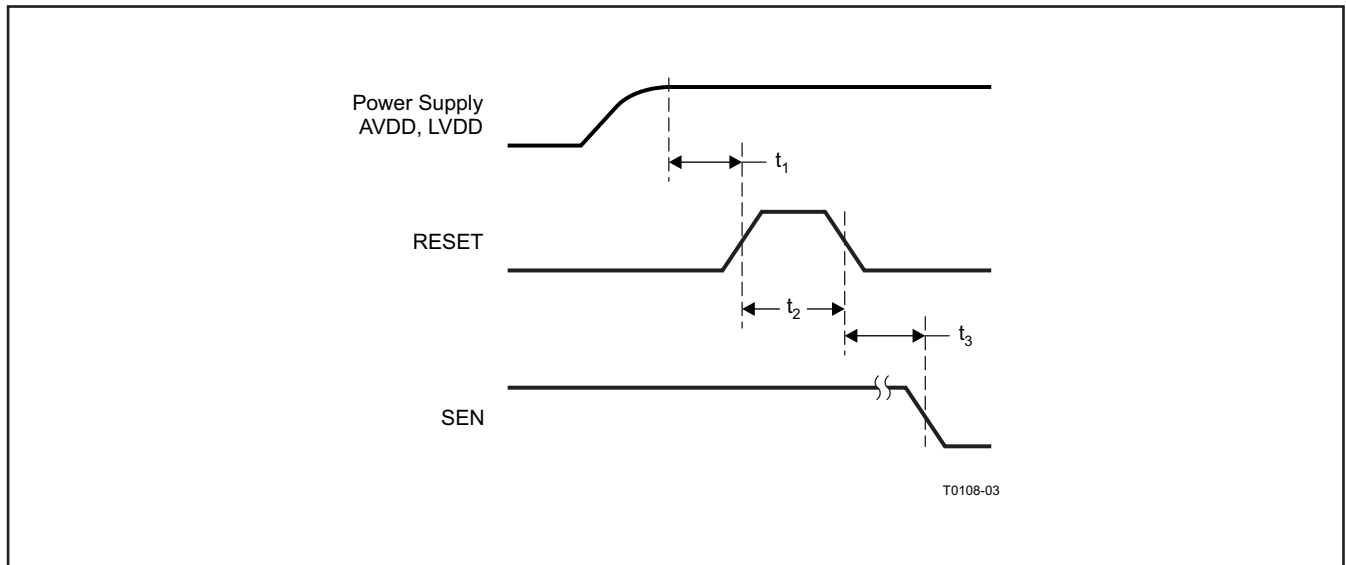 Power Supply
AVDD, LVDD
t1
RESET
t2
t3
SEN
T0108-03